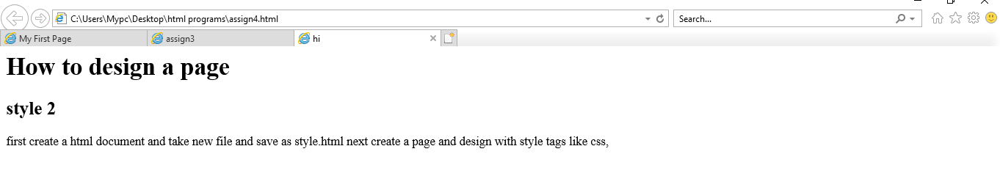 C:\Users\Mypc\Desktop\html programs\assign4.html
Search...
My First Page
assign3
hi
How to design a page
style 2
first create a html document and take new file and save as style.html next create a page and design with style tags like css,